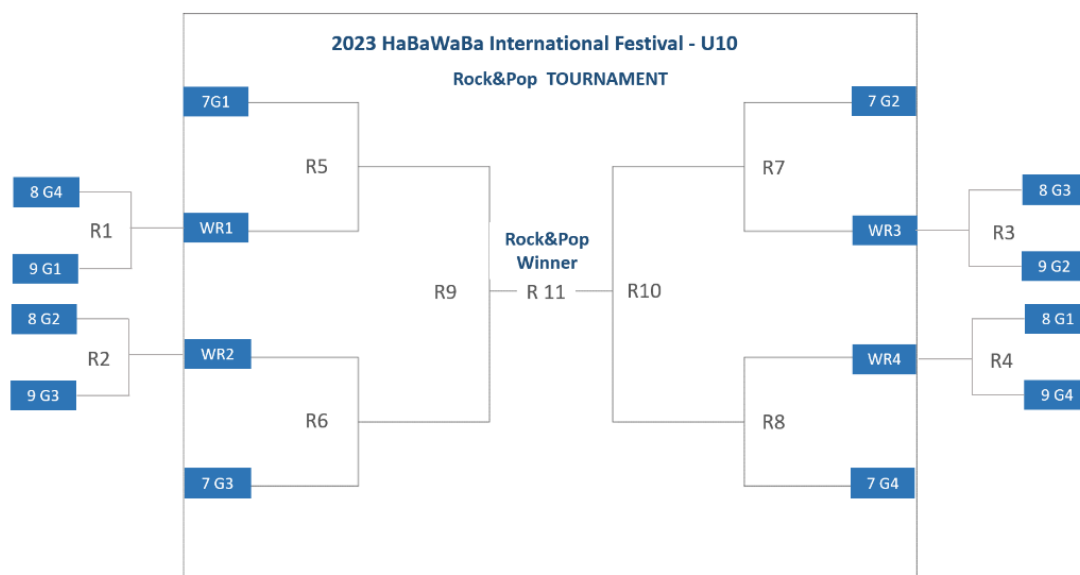 2023 HaBaWaBa International Festival - U10
Rock&Pop TOURNAMENT
7G1
7 G2
R5
R7
8 G4
8 G3
R1
WR1
WR3
R3
9 G1
9 G2
Rock&Pop
Winner
R9
R 11
R10
8 G2
8 G1
R2
WR2
WR4
R4
9 G3
9 G4
R6
R8
7 G3
7 G4